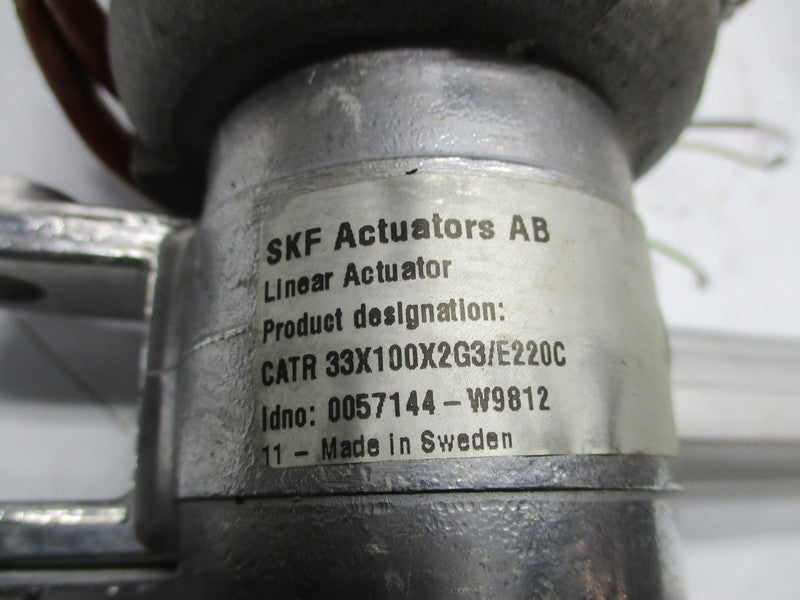 SKF Actuators AB
Linear Actuator
Product designation:
CATR 33X100X2G3/E220C
Idno: 0057144-W9812
11 - Made in Sweden